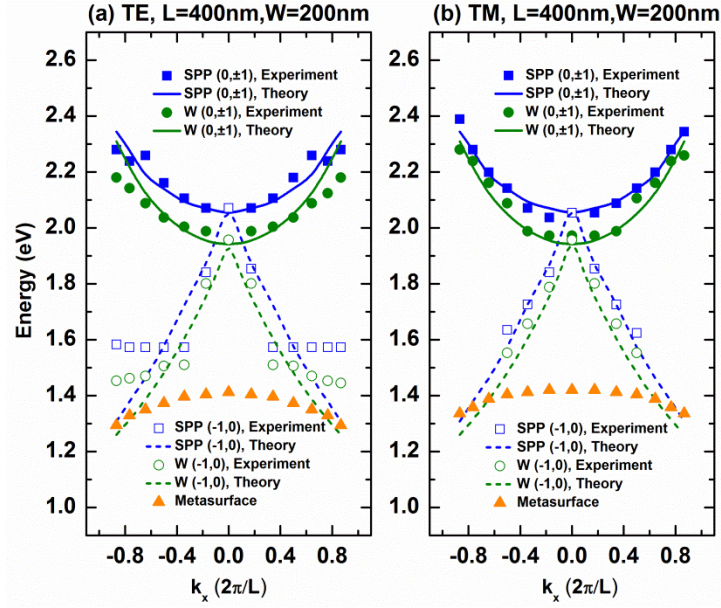 (a) TE, L=400nm,W=200nm
(b) TM, L=400nm,W=200nm
2.6
2.4
2.2
2.0
1.8
1.6
1.4
1.2
1.0
Energy (eV)
SPP (0,±1), Experiment
SPP (0,±1), Theory
W (0,±1), Experiment
W (0,±1), Theory
SPP (-1,0), Experiment
SPP (-1,0), Theory
W (-1,0), Experiment
W (-1,0), Theory
Metasurface
-0.8 -0.4 0.0 0.4 0.8
kx (2π/L)
2.6
2.4
2.2
2.0
1.8
1.6
1.4
1.2
1.0
SPP (0,±1), Experiment
SPP (0,±1), Theory
W (0,±1), Experiment
W (0,±1), Theory
SPP (-1,0), Experiment
SPP (-1,0), Theory
W (-1,0), Experiment
W (-1,0), Theory
Metasurface
-0.8 -0.4 0.0 0.4 0.8
kx (2π/L)